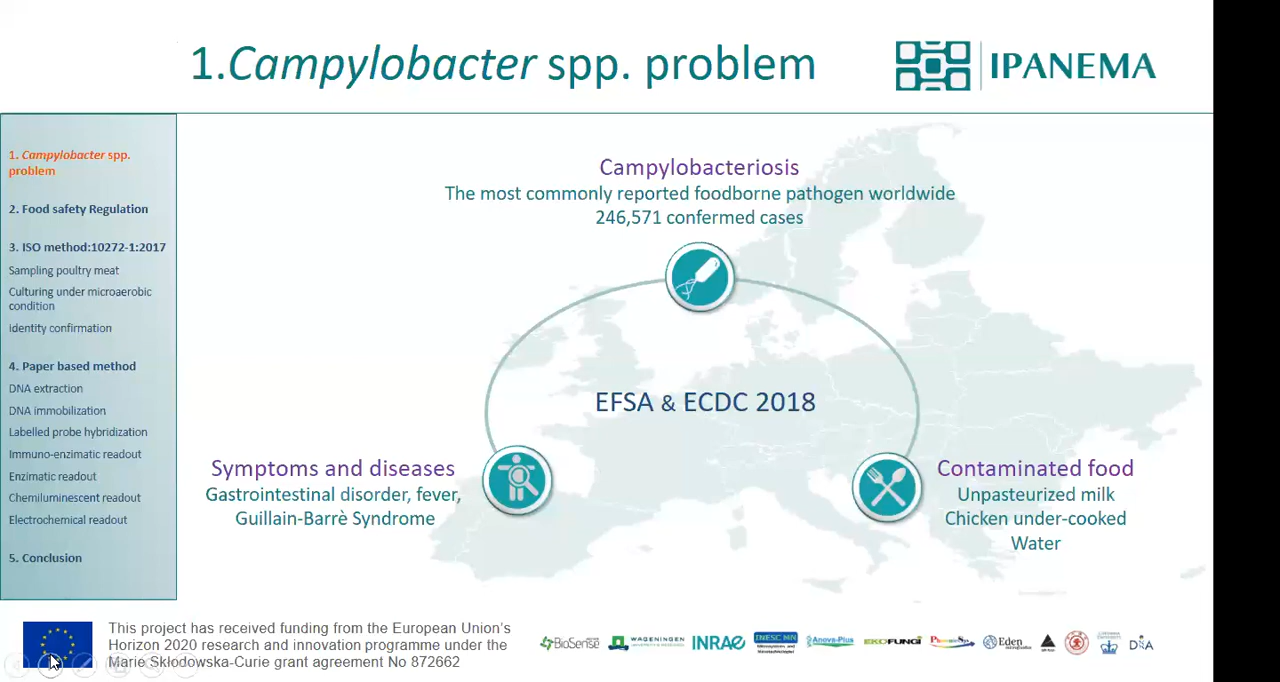 1.Campylobacter spp. problem
IPANEMA
1. Campylobacter spp.
problem
2. Food safety Regulation
3. ISO method:10272-1:2017
Sampling poultry meat
Culturing under microaerobic
condition
Identity confirmation
4. Paper based method
DNA extraction
DNA immobilization
Labelled probe hybridization
Immuno-enzimatic readout
Enzimatic readout
Chemiluminescent readout
Electrochemical readout
5. Conclusion
Campylobacteriosis
The most commonly reported foodborne pathogen worldwide
246,571 confermed cases
EFSA & ECDC 2018
Symptoms and diseases
Gastrointestinal disorder, fever,
Guillain-Barrè Syndrome
Contaminated food
Unpasteurized milk
Chicken under-cooked
Water
This project has received funding from the European Union's
Horizon 2020 research and innovation programme under the
Marie Skłodowska-Curie grant agreement No 872662
BioSense
WAGENINGEN
INRAE
INESC MN
Anova-Plus
EKOFUNGI
Eden
DNA